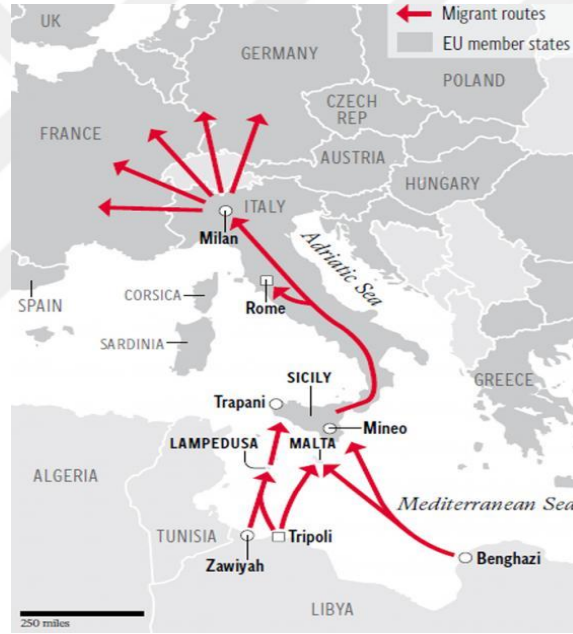 Migrant routes
EU member states
UK
GERMANY
POLAND
CZECH
REP
FRANCE
AUSTRIA
HUNGARY
ITALY
Milan
Adriatic Sea
SPAIN
CORSICA
Rome
SARDINIA
SICILY
GREECE
Trapani
Mineo
LAMPEDUSA
MALTA
ALGERIA
Mediterranean Sea
TUNISIA
Tripoli
Zawiyah
Benghazi
LIBYA
250 miles